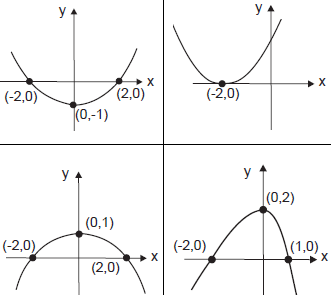 y
x
(-2,0)
(2,0)
(0,-1)
y
x
(-2,0)
y
(0,1)
(-2,0)
x
(2,0)
y
(0,2)
(-2,0)
(1,0)
x